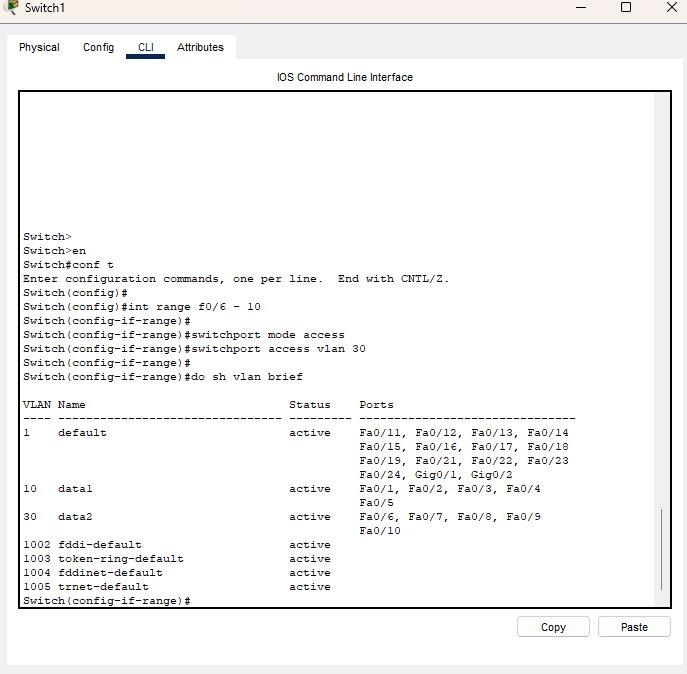 Switch1
Physical Config CLI Attributes
IOS Command Line Interface
Switch>
Switch>en
Switch#conf t
Enter configuration commands, one per line.  End with CNTL/Z.
Switch(config)#
Switch(config)#int range f0/6 - 10
Switch(config-if-range)#
Switch(config-if-range)#switchport mode access
Switch(config-if-range)#switchport access vlan 30
Switch(config-if-range)#
Switch(config-if-range)#do sh vlan brief
VLAN Name                             Status    Ports
---- -------------------------------- --------- -------------------------------
1    default                          active    Fa0/11, Fa0/12, Fa0/13, Fa0/14
                                                Fa0/15, Fa0/16, Fa0/17, Fa0/18
                                                Fa0/19, Fa0/21, Fa0/22, Fa0/23
                                                Fa0/24, Gig0/1, Gig0/2
10   data1                            active    Fa0/1, Fa0/2, Fa0/3, Fa0/4
                                                Fa0/5
30   data2                            active    Fa0/6, Fa0/7, Fa0/8, Fa0/9
                                                Fa0/10
1002 fddi-default                     active
1003 token-ring-default               active
1004 fddinet-default                  active
1005 trnet-default                    active
Switch(config-if-range)#
Copy Paste